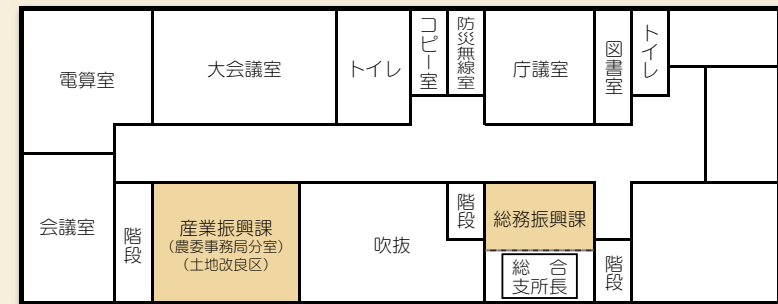 電算室
大会議室
トイレ
コピー室
防災無線室
庁議室
図書室
トイレ
会議室
階段
産業振興課
（農委事務局分室）
（土地改良区）
吹抜
階段
総務振興課
総　合
支所長
階段